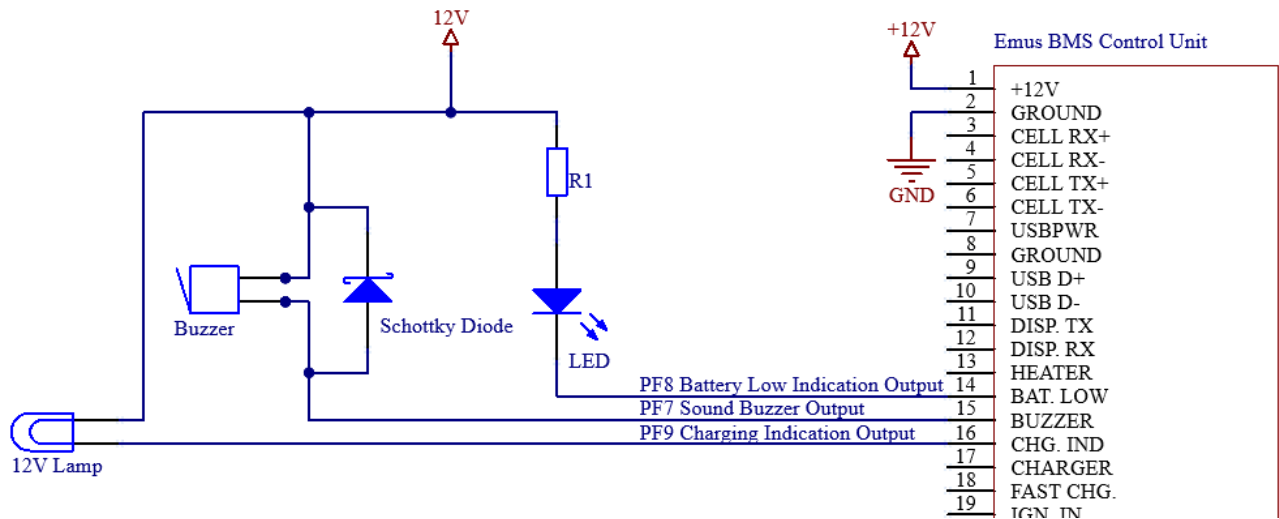 12V
+12V
Emus BMS Control Unit
1 +12V
2 GROUND
3 CELL RX+
4 CELL RX-
5 CELL TX+
6 CELL TX-
7 USBPWR
8 GROUND
9 USB D+
10 USB D-
11 DISP. TX
12 DISP. RX
13 HEATER
PF8 Battery Low Indication Output 14 BAT. LOW
PF7 Sound Buzzer Output 15 BUZZER
PF9 Charging Indication Output 16 CHG. IND
17 CHARGER
18 FAST CHG.
19 IGN. IN
GND
R1
Buzzer
Schottky Diode
LED
12V Lamp